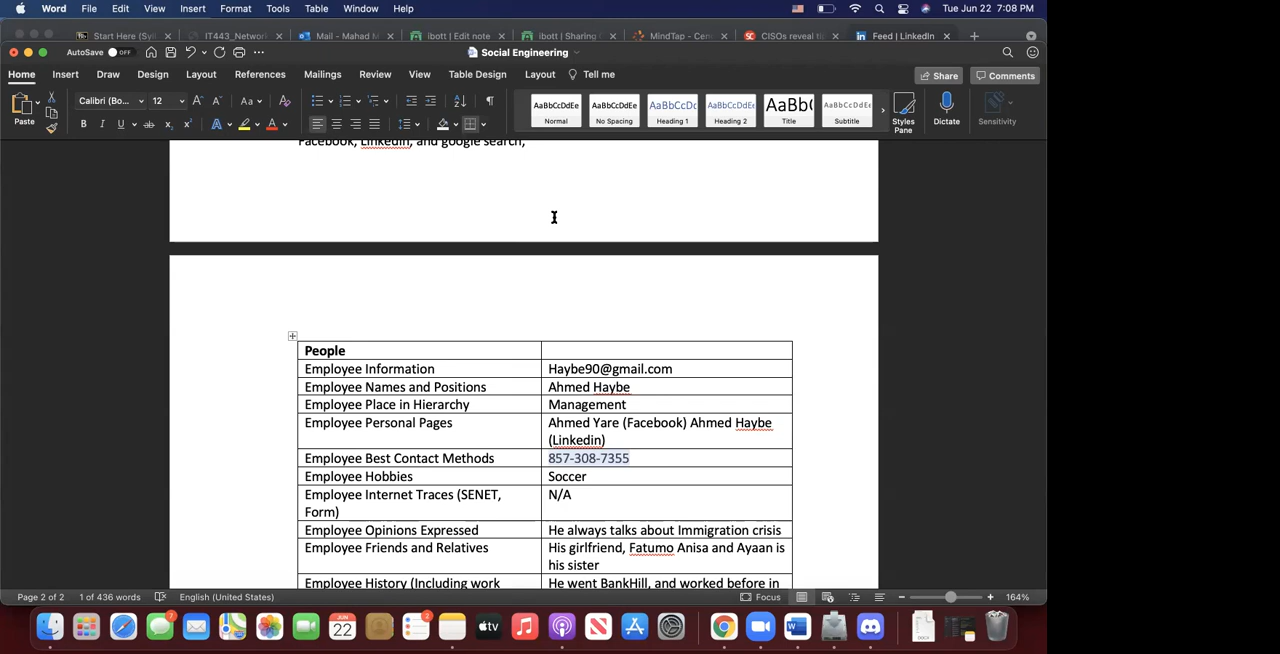 Word File Edit View Insert Format Tools Table Window Help Tue Jun 22 7:08 PM
Start Here (Syl IT443_Network Mail - Mahad M ibott | Edit note ibott | Sharing MindTap - Cen CISOs reveal ti Feed | LinkedIn
AutoSave OFF Social Engineering
Home Insert Draw Design Layout References Mailings Review View Table Design Layout Tell me Share Comments
Paste Calibri (Bo... 12 Aa
AaBbCcDdEe AaBbCcDdEe AaBbCcDc AaBbCcDdEe AaBb( AaBbCcDdEe
Normal No Spacing Heading 1 Heading 2 Title Subtitle Styles Pane Dictate Sensitivity
Facebook, Linkedin, and google search,
People
Employee Information Haybe90@gmail.com
Employee Names and Positions Ahmed Haybe
Employee Place in Hierarchy Management
Employee Personal Pages Ahmed Yare (Facebook) Ahmed Haybe
(Linkedin)
Employee Best Contact Methods 857-308-7355
Employee Hobbies Soccer
Employee Internet Traces (SENET, N/A
Form)
Employee Opinions Expressed He always talks about Immigration crisis
Employee Friends and Relatives His girlfriend, Fatumo Anisa and Ayaan is
his sister
Employee History (Including work He went BankHill, and worked before in
Page 2 of 2 1 of 436 words English (United States) Focus 164%
7 JUN 22 2 tv